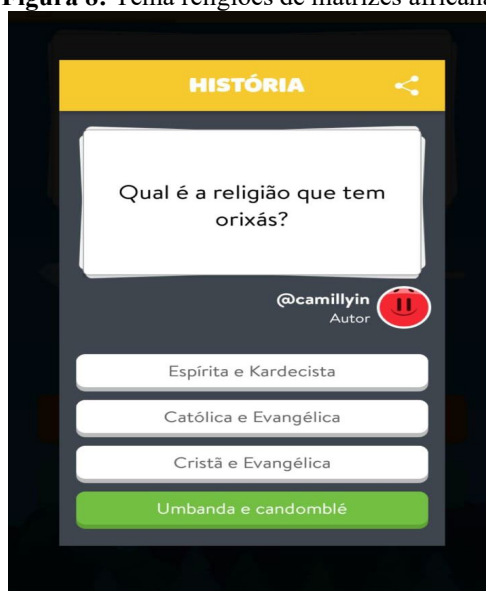 Figura 8: Tema religiões de matrizes africana
HISTÓRIA
Qual é a religião que tem
orixás?
@camillyin
Autor
Espírita e Kardecista
Católica e Evangélica
Cristã e Evangélica
Umbanda e candomblé